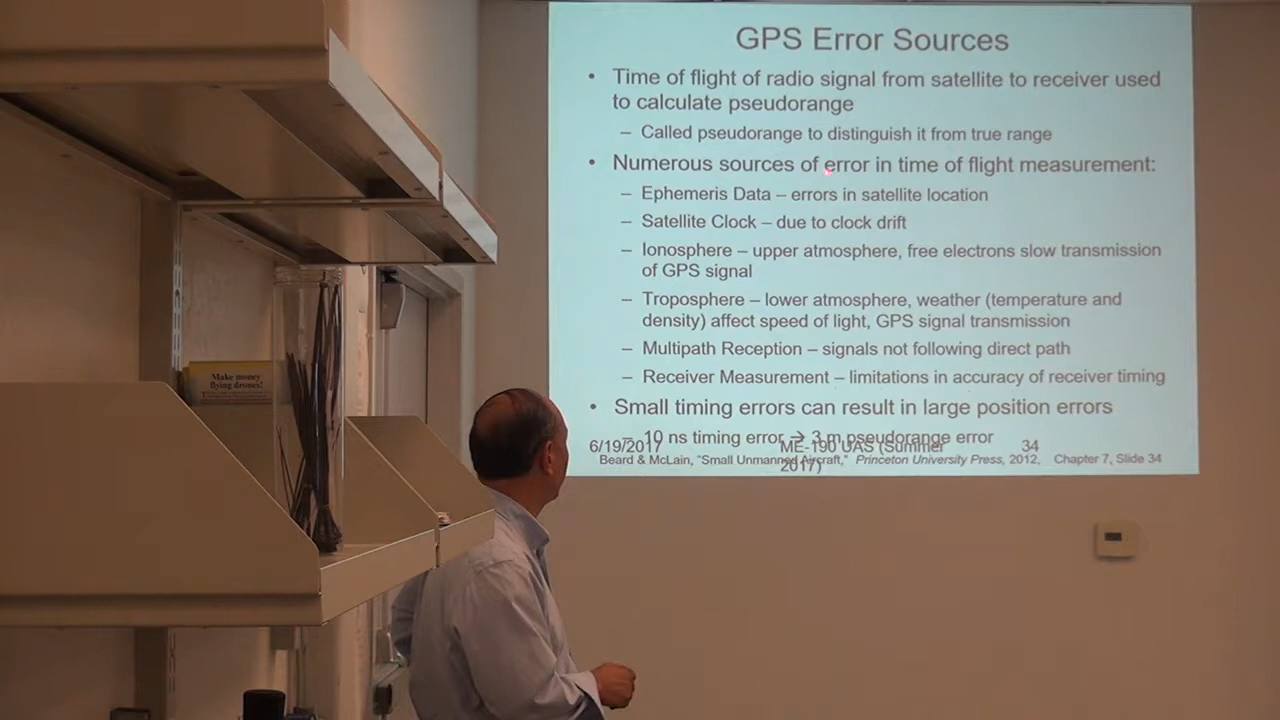 GPS Error Sources
• Time of flight of radio signal from satellite to receiver used
to calculate pseudorange
– Called pseudorange to distinguish it from true range
• Numerous sources of error in time of flight measurement:
– Ephemeris Data – errors in satellite location
– Satellite Clock – due to clock drift
– Ionosphere – upper atmosphere, free electrons slow transmission
of GPS signal
– Troposphere – lower atmosphere, weather (temperature and
density) affect speed of light, GPS signal transmission
– Multipath Reception – signals not following direct path
– Receiver Measurement – limitations in accuracy of receiver timing
• Small timing errors can result in large position errors
– 10 ns timing error → 3 m pseudorange error
6/19/2017
ME-190 UAS (Summer
2017)
34
Beard & McLain, "Small Unmanned Aircraft," Princeton University Press, 2012, Chapter 7, Slide 34
Make money
flying drones!